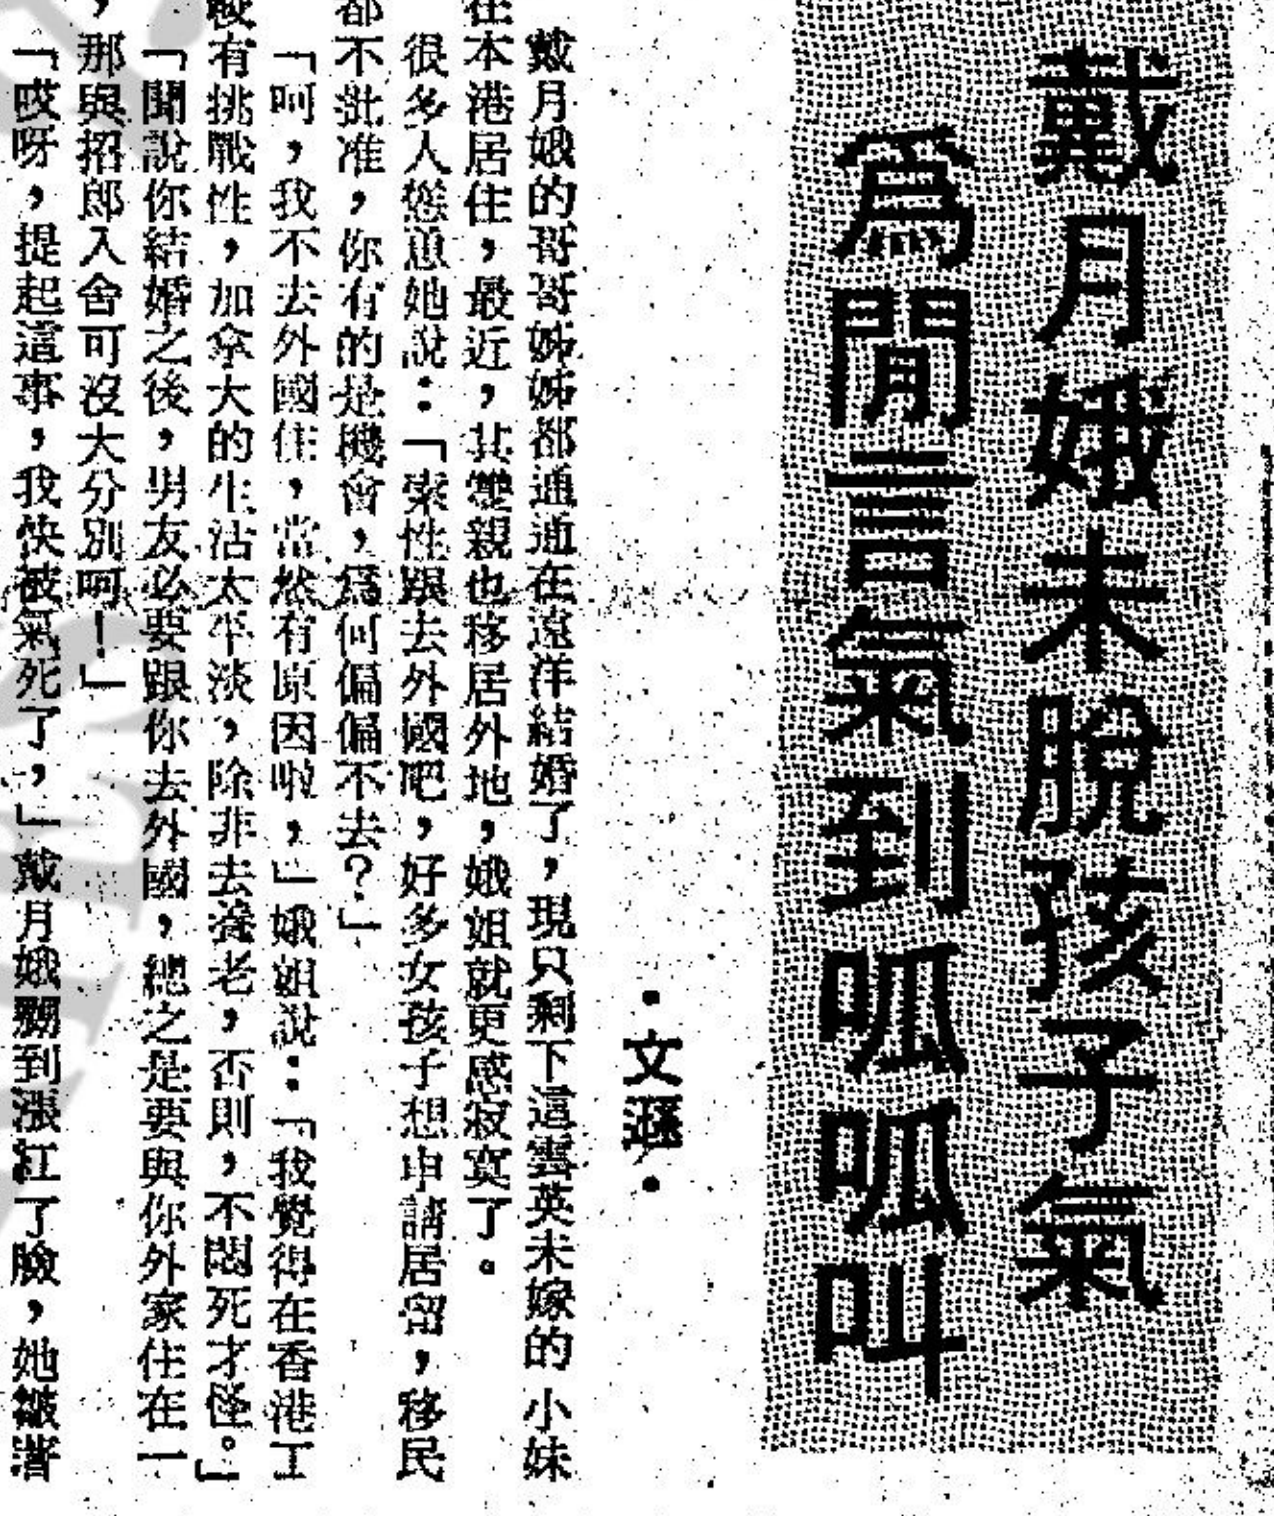 戴月娥未脫孩子氣
爲閒言氣到呱呱叫
·文遜·
戴月娥的哥哥姊姊都通通在遠洋結婚了，現只剩下這雲英未嫁的小妹
在本港居住，最近，其雙親也移居外地，娥姐就更感寂寞了。
很多人慫恿她說：「索性跟去外國吧，好多女孩子想申請居留，移民
都不批准，你有的是機會，爲何偏偏不去？」
「呵，我不去外國住，當然有原因啦，」娥姐說：「我覺得在香港工
有挑戰性，加拿大的生活太平淡，除非去養老，否則，不悶死才怪。」
「聞說你結婚之後，男友必要跟你去外國，總之是要與你外家住在一
，那與招郎入舍可沒大分別呵！」
「哎呀，提起這事，我快被氣死了，」戴月娥嬲到漲紅了臉，她皺着